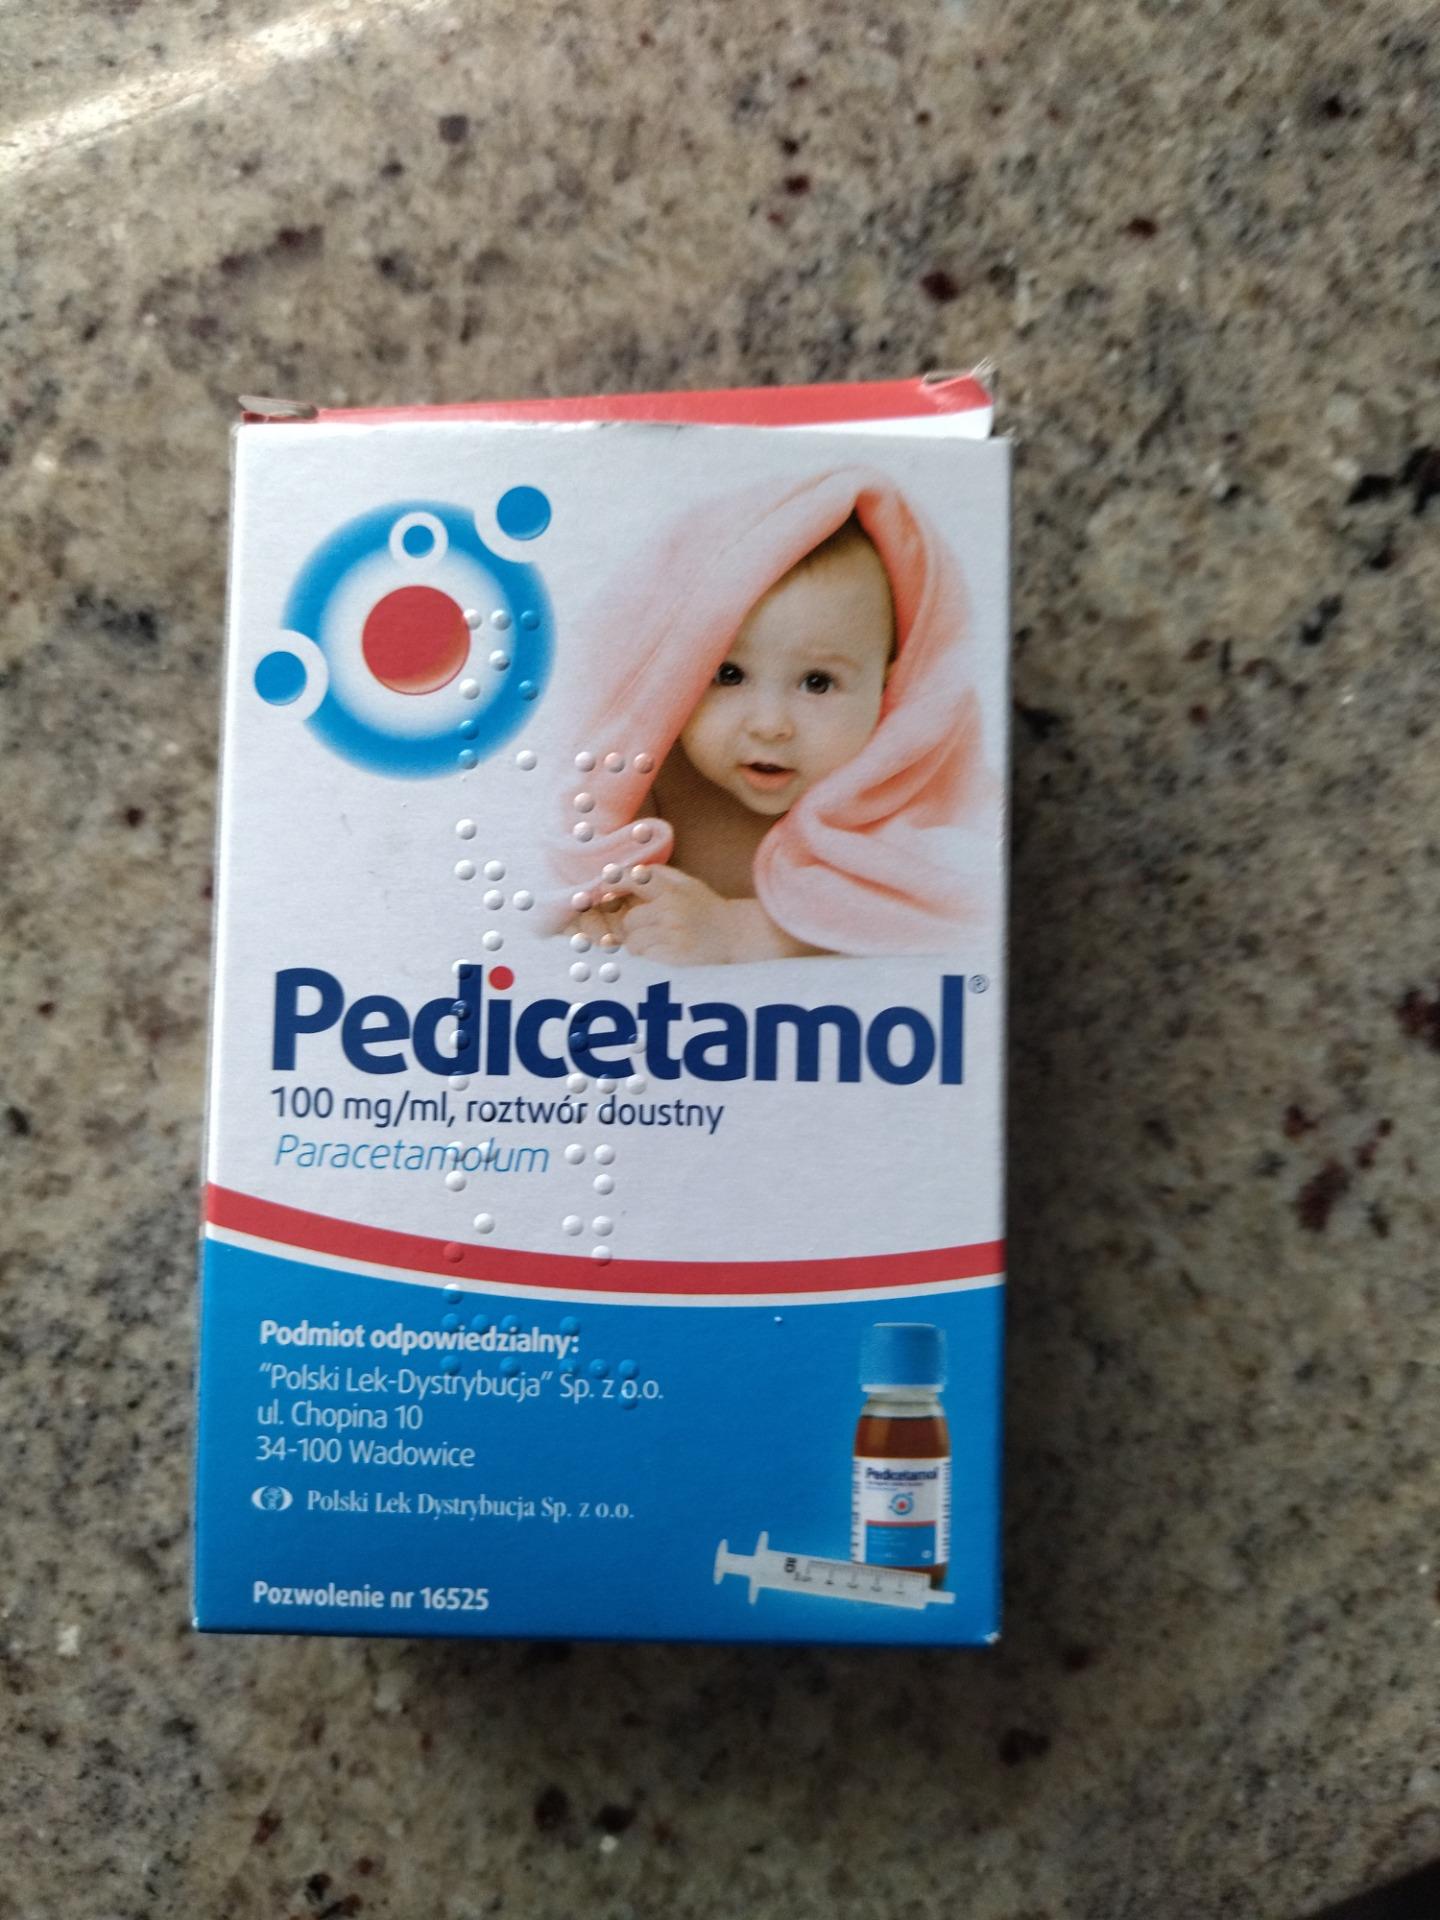 Pedicetamol®
100 mg/ml, roztwór doustny
Paracetamolum
Podmiot odpowiedzialny:
"Polski Lek-Dystrybucja" Sp. z o.o.
ul. Chopina 10
34-100 Wadowice
Polski Lek Dystrybucja Sp. z o.o.
Pozwolenie nr 16525
Pedicetamol